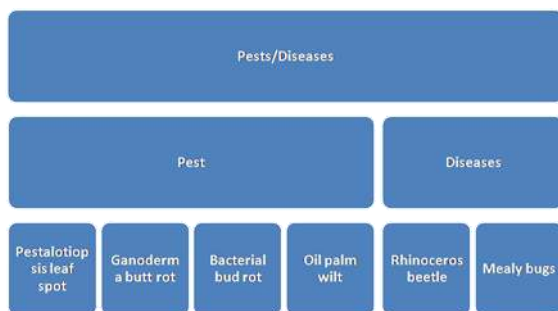 Pests/Diseases
Pest
Diseases
Pestalotiop
sis leaf
spot
Ganoderm
a butt rot
Bacterial
bud rot
Oil palm
wilt
Rhinoceros
beetle
Mealy bugs